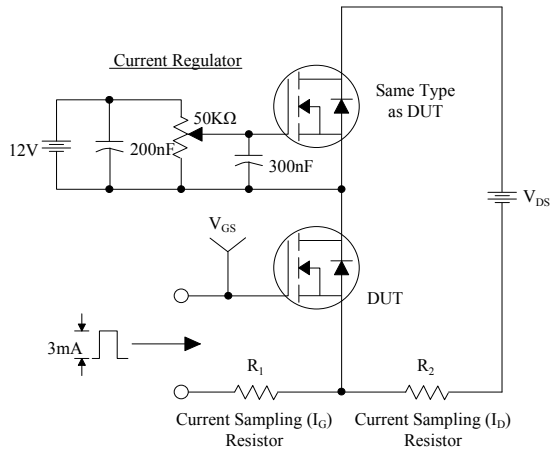 Current Regulator
50KΩ
Same Type
as DUT
12V
200nF
300nF
V_DS
V_GS
DUT
3mA
R_1
R_2
Current Sampling (I_G)
Resistor
Current Sampling (I_D)
Resistor